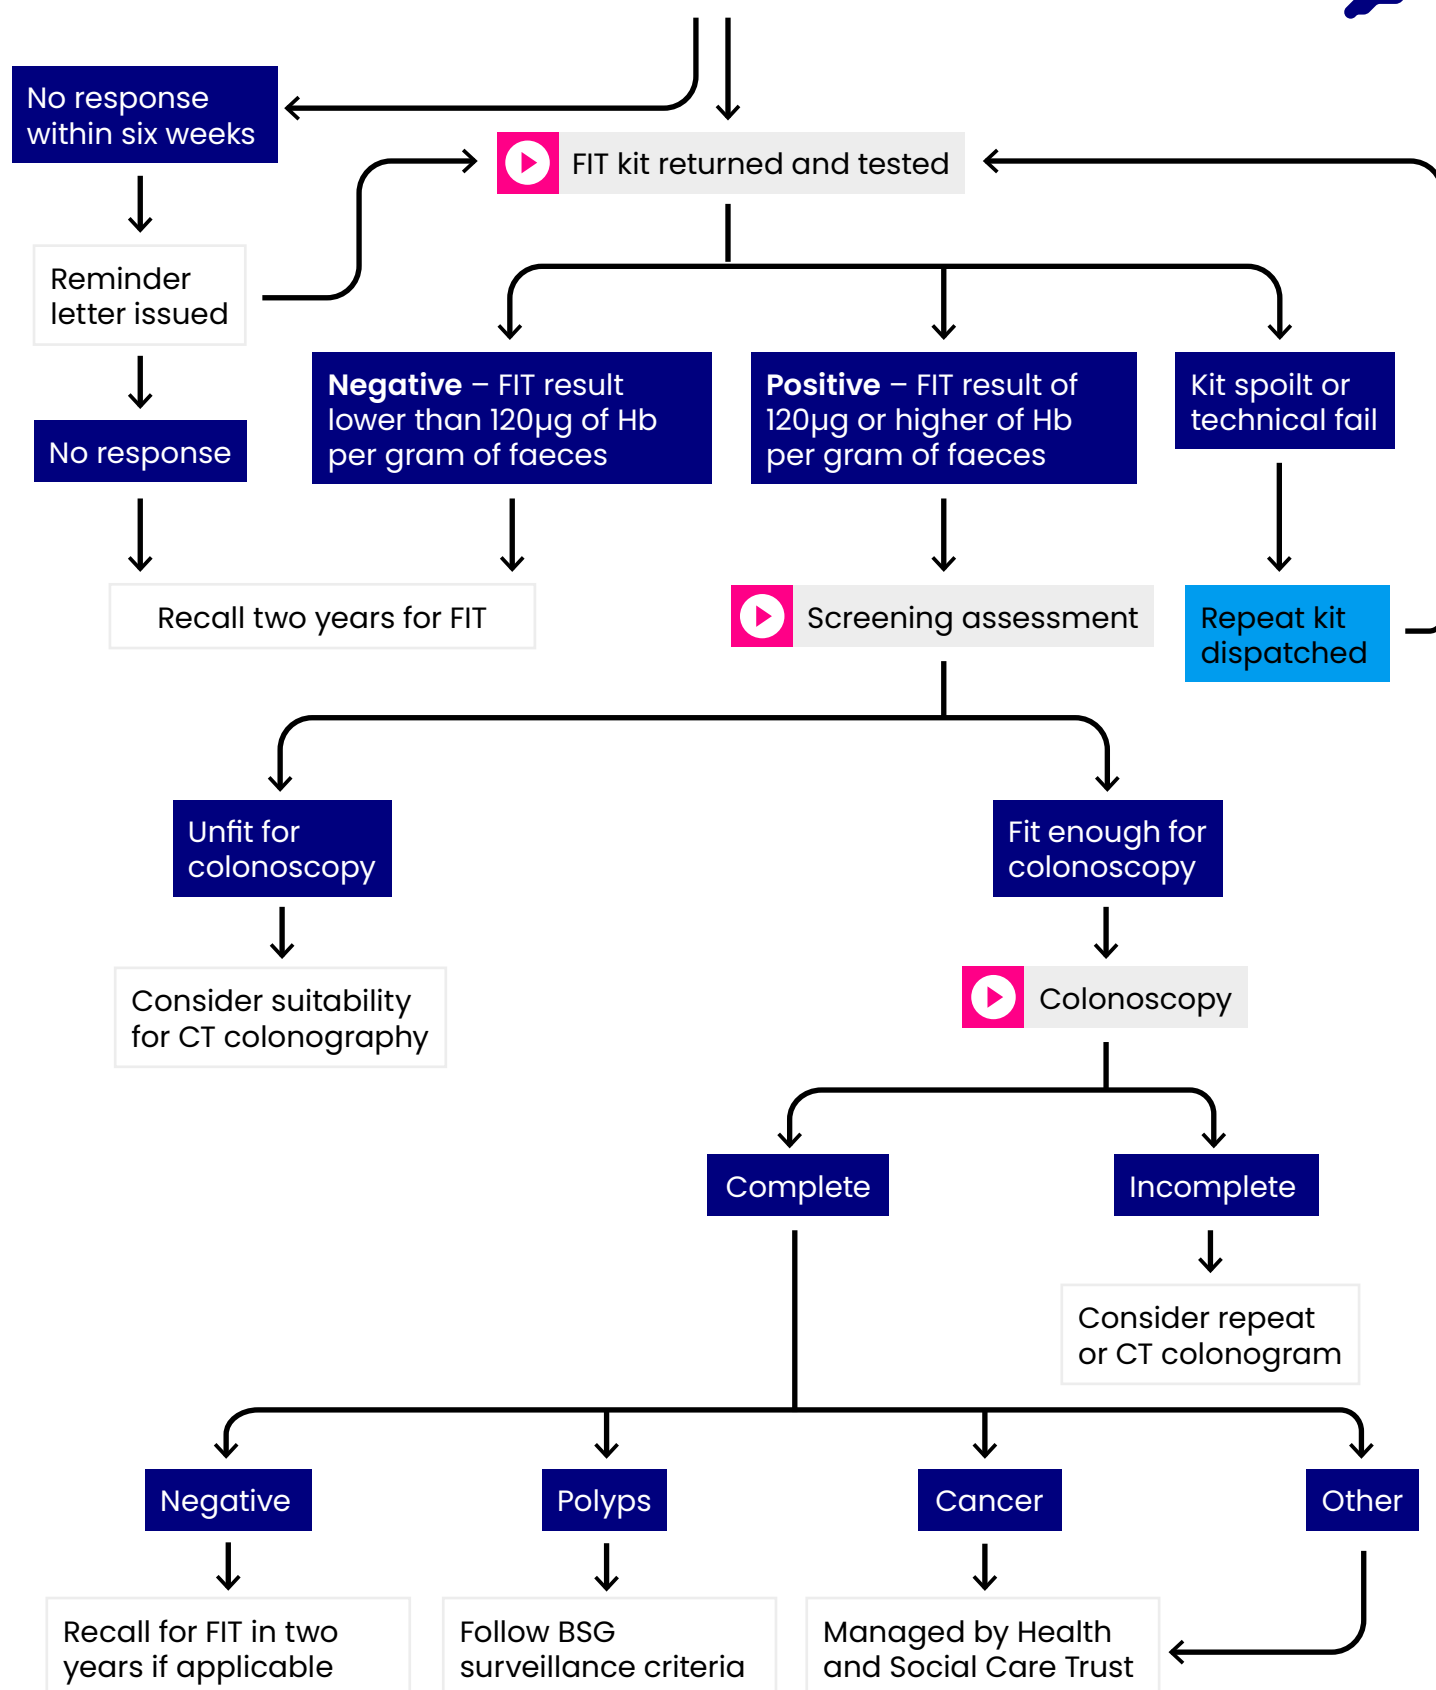 No response
within six weeks
FIT kit returned and tested
Reminder
letter issued
Negative – FIT result
lower than 120µg of Hb
per gram of faeces
Positive – FIT result of
120µg or higher of Hb
per gram of faeces
Kit spoilt or
technical fail
No response
Recall two years for FIT
Screening assessment
Repeat kit
dispatched
Unfit for
colonoscopy
Fit enough for
colonoscopy
Consider suitability
for CT colonography
Colonoscopy
Complete
Incomplete
Consider repeat
or CT colonogram
Negative
Polyps
Cancer
Other
Recall for FIT in two
years if applicable
Follow BSG
surveillance criteria
Managed by Health
and Social Care Trust